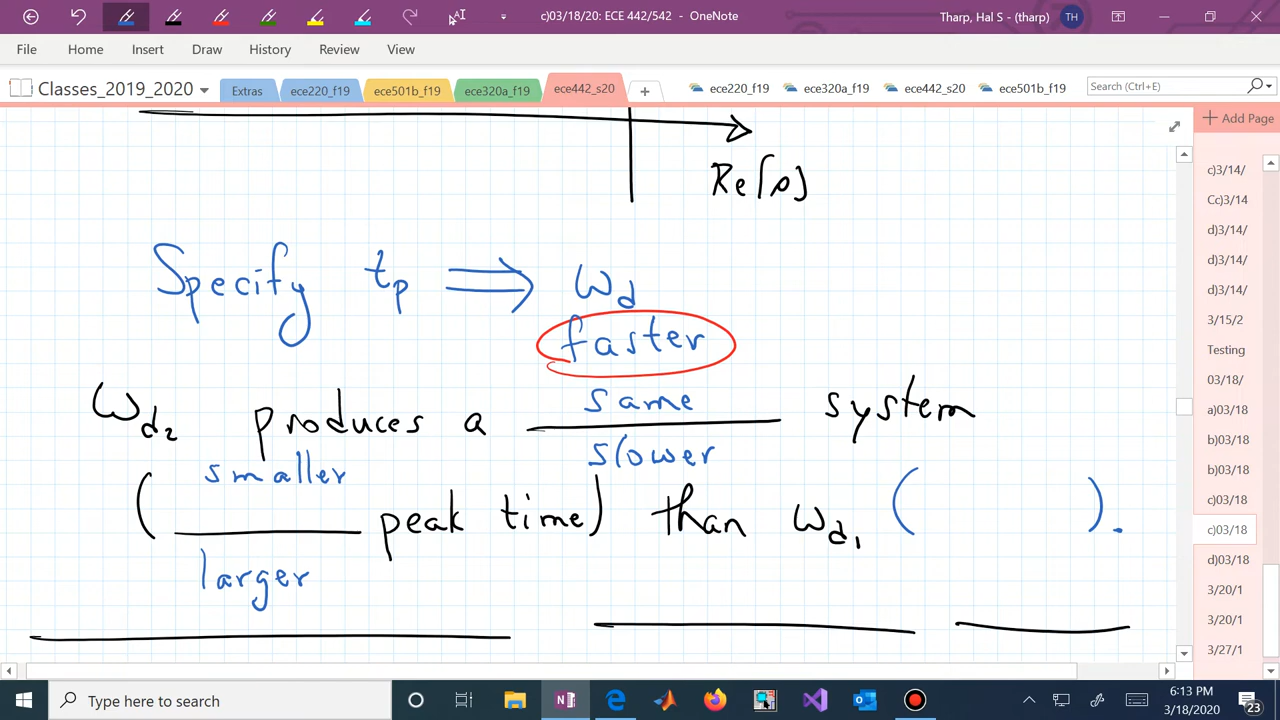 c)03/18/20: ECE 442/542 - OneNote
Tharp, Hal S - (tharp)
TH
File Home Insert Draw History Review View
Classes_2019_2020
Extras ece220_f19 ece501b_f19 ece320a_f19 ece442_s20
ece220_f19 ece320a_f19 ece442_s20 ece501b_f19
Search (Ctrl+E)
Add Page
c)3/14/
Cc)3/14
d)3/14/
d)3/14/
d)3/14/
3/15/2
Testing
03/18/
a)03/18
b)03/18
b)03/18
c)03/18
c)03/18
d)03/18
3/20/1
3/20/1
3/27/1
Re[s]
Specify tp ⇒ ωd
faster
same
ωd2 produces a system
slower
smaller
( peak time) than ωd1 ( ).
larger
Type here to search
6:13 PM
3/18/2020
23